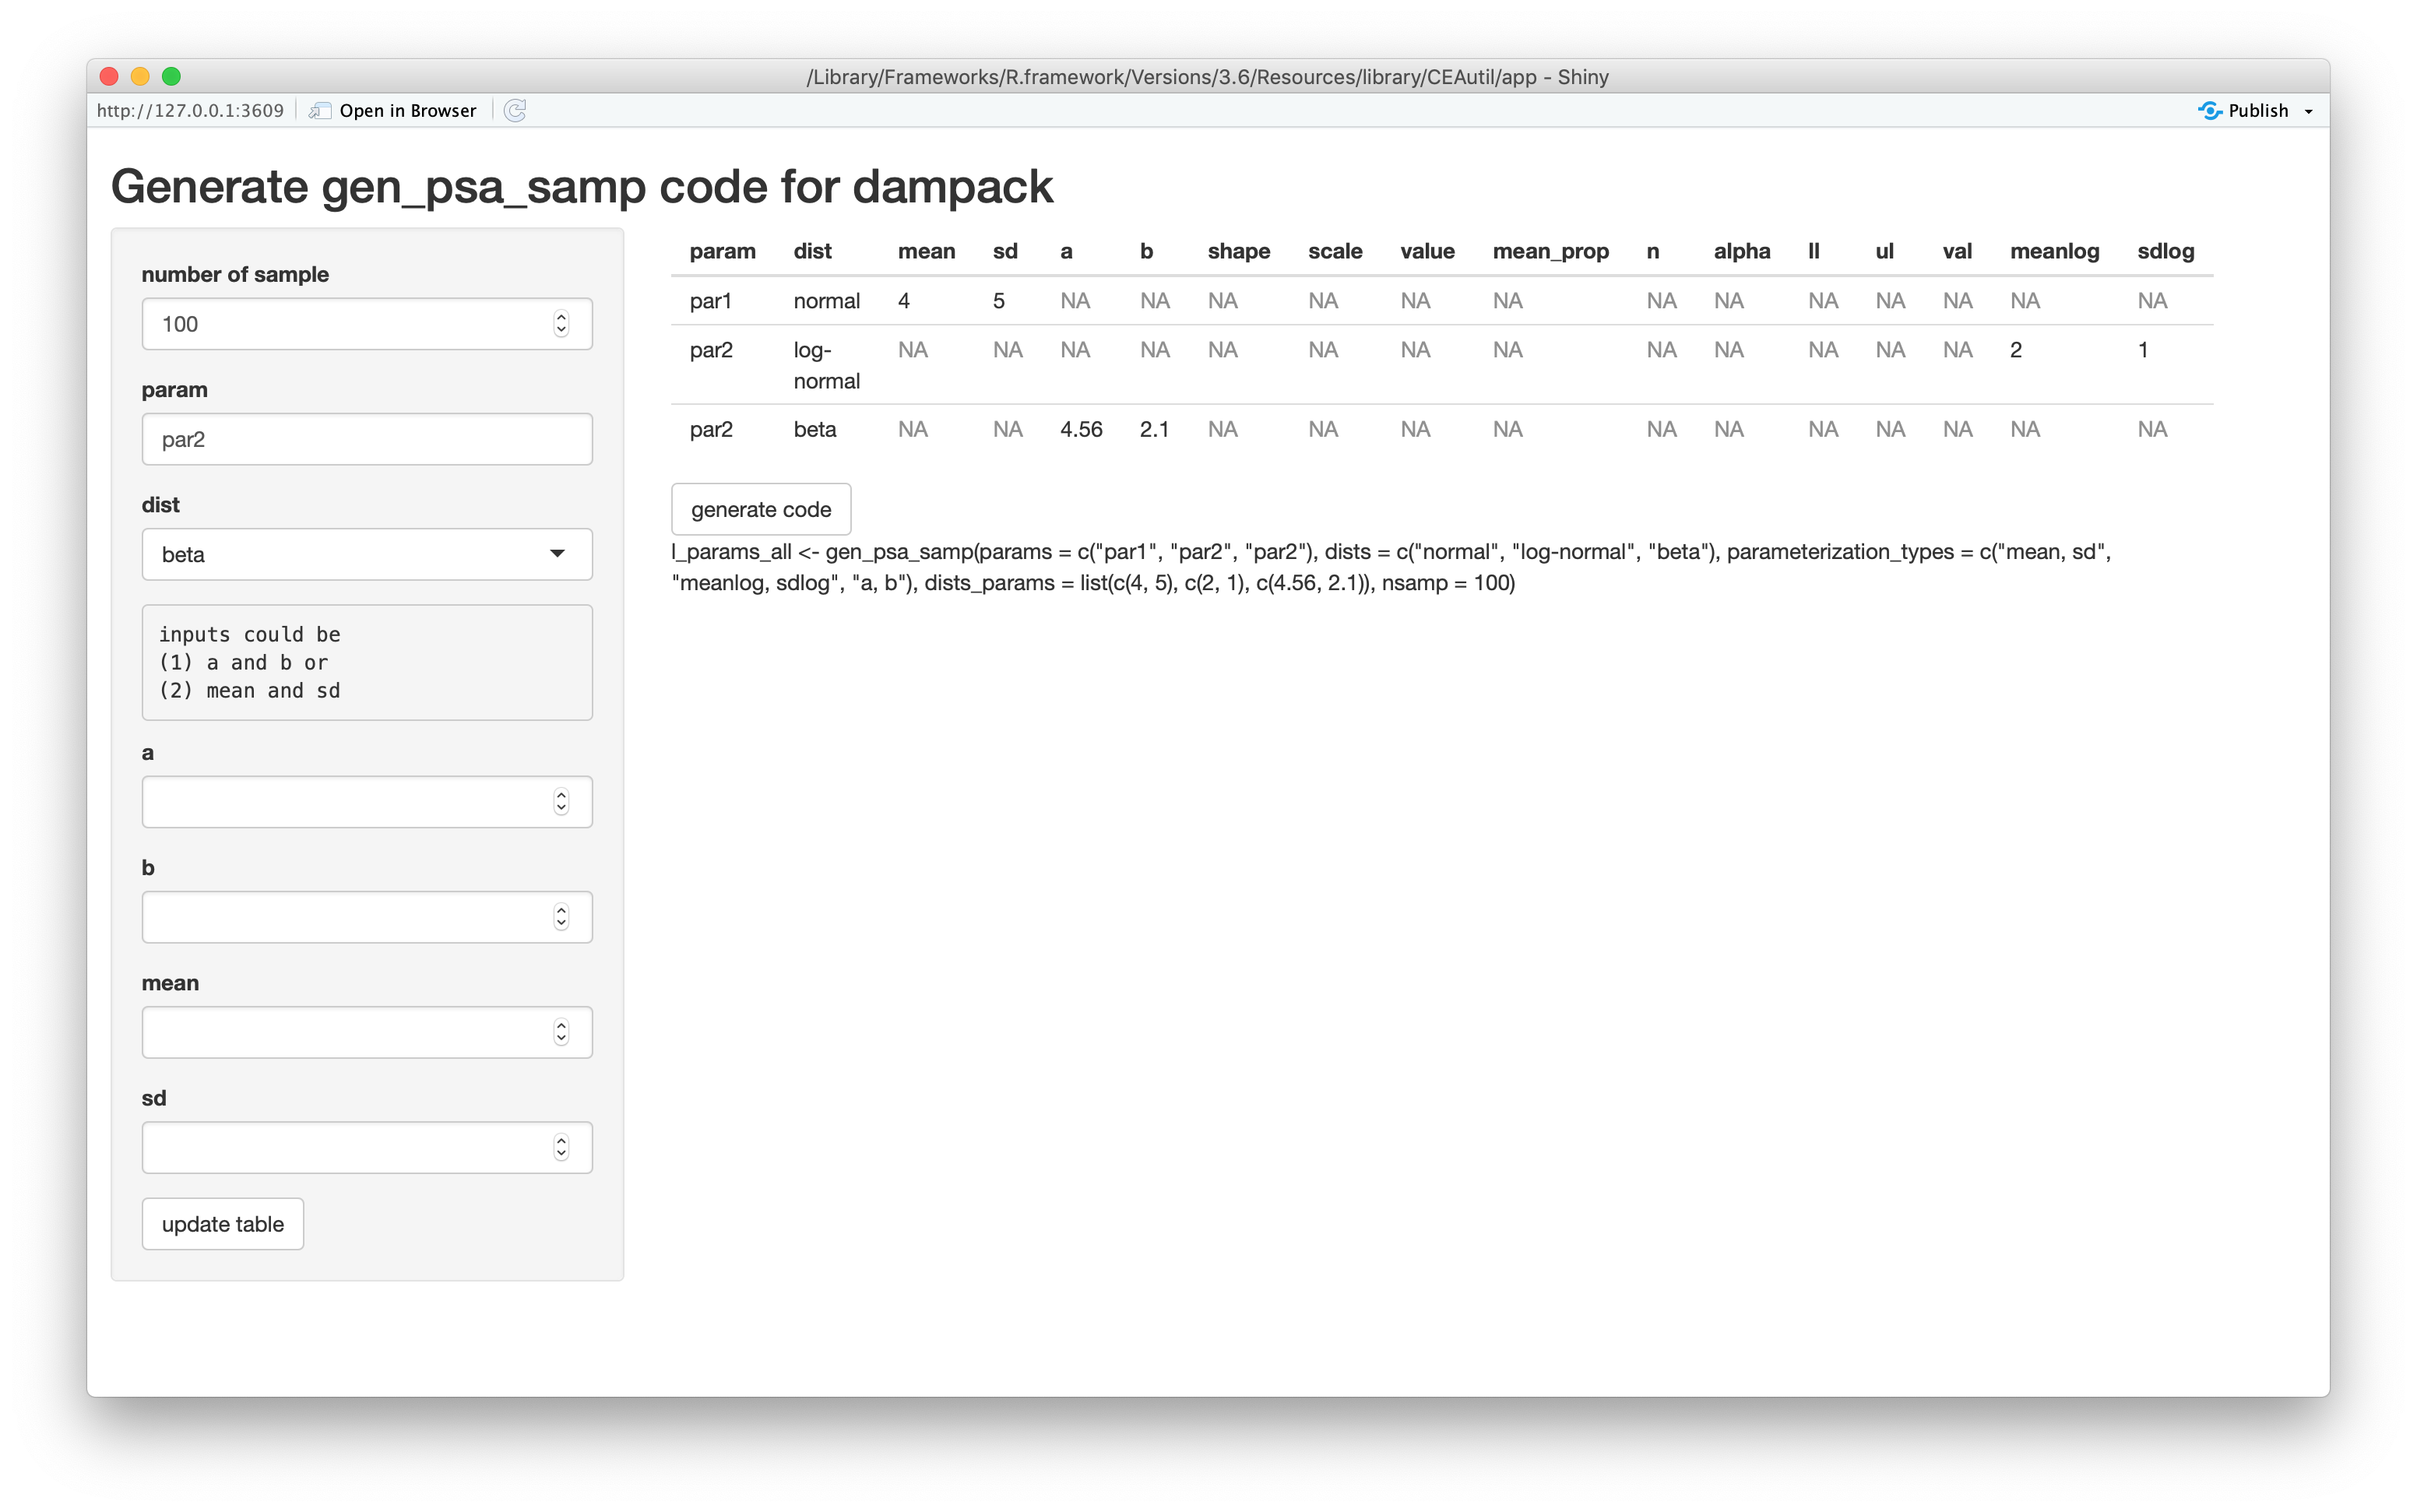 /Library/Frameworks/R.framework/Versions/3.6/Resources/library/CEAutil/app - Shiny
http://127.0.0.1:3609 Open in Browser Publish
Generate gen_psa_samp code for dampack
number of sample
100
param
par2
dist
beta
inputs could be
(1) a and b or
(2) mean and sd
a
b
mean
sd
update table
param dist mean sd a b shape scale value mean_prop n alpha ll ul val meanlog sdlog
par1 normal 4 5 NA NA NA NA NA NA NA NA NA NA NA NA NA
par2 log- NA NA NA NA NA NA NA NA NA NA NA NA NA 2 1
normal
par2 beta NA NA 4.56 2.1 NA NA NA NA NA NA NA NA NA NA NA
generate code
l_params_all <- gen_psa_samp(params = c("par1", "par2", "par2"), dists = c("normal", "log-normal", "beta"), parameterization_types = c("mean, sd",
"meanlog, sdlog", "a, b"), dists_params = list(c(4, 5), c(2, 1), c(4.56, 2.1)), nsamp = 100)